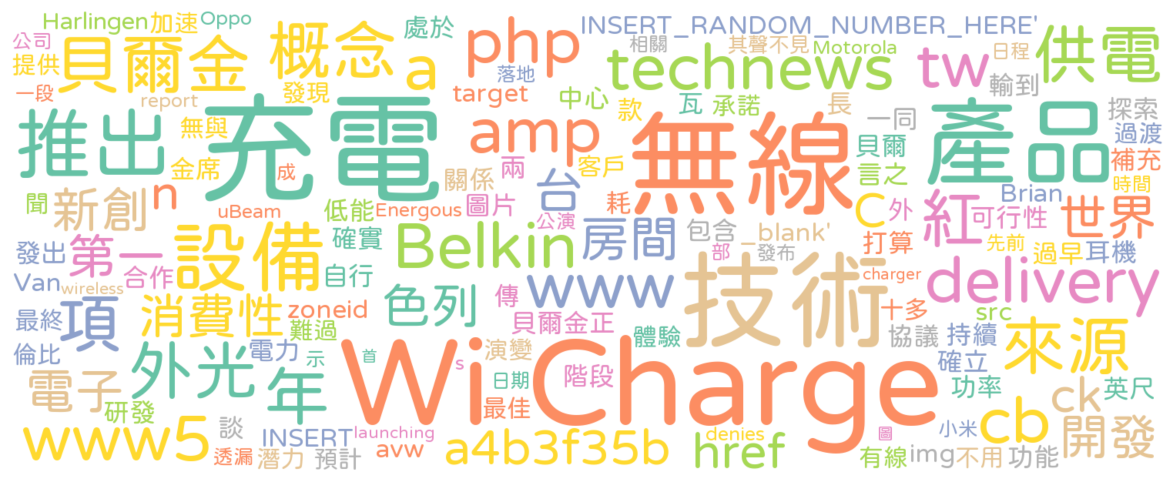 Harlingen 加速 Oppo 處於 INSERT_RANDOM_NUMBER_HERE'
公司 貝爾金 概念 a php 相關 其聲不見 Motorola 日程 供電
提供 發現 落地 technews tw 輸到
一段 report target 中心 款 瓦 承諾 長 一同 探索
推出 無與 充電 amp 無線 產品 過渡
金席 成 客戶 貝爾 補充
新創 n 關係 兩 台 耗 言之 時間
聞 uBeam 低能 Energous 圖片 公演 C 外 紅 可行性 Brian 世界
發出 第一 設備 確實 Belkin 房間 包含 _blank' 打算 先前 過早 耳機
Van 合作 自行 部 發布 技術 charger delivery
wireless 項 消費性 zoneid 色列 傳 www 十多 src
最終 難過 貝爾金正 體驗 協議 持續 來源
倫比 外光 電力 示 首 演變 s WiCharge 確立
電子 年 日期 階段 功率 ck 英尺
研發 最佳
www5 談 INSERT launching a4b3f35b href denies 圖 小米 cb 開發
透漏 潛力 預計 avw 有線 img 不用 功能